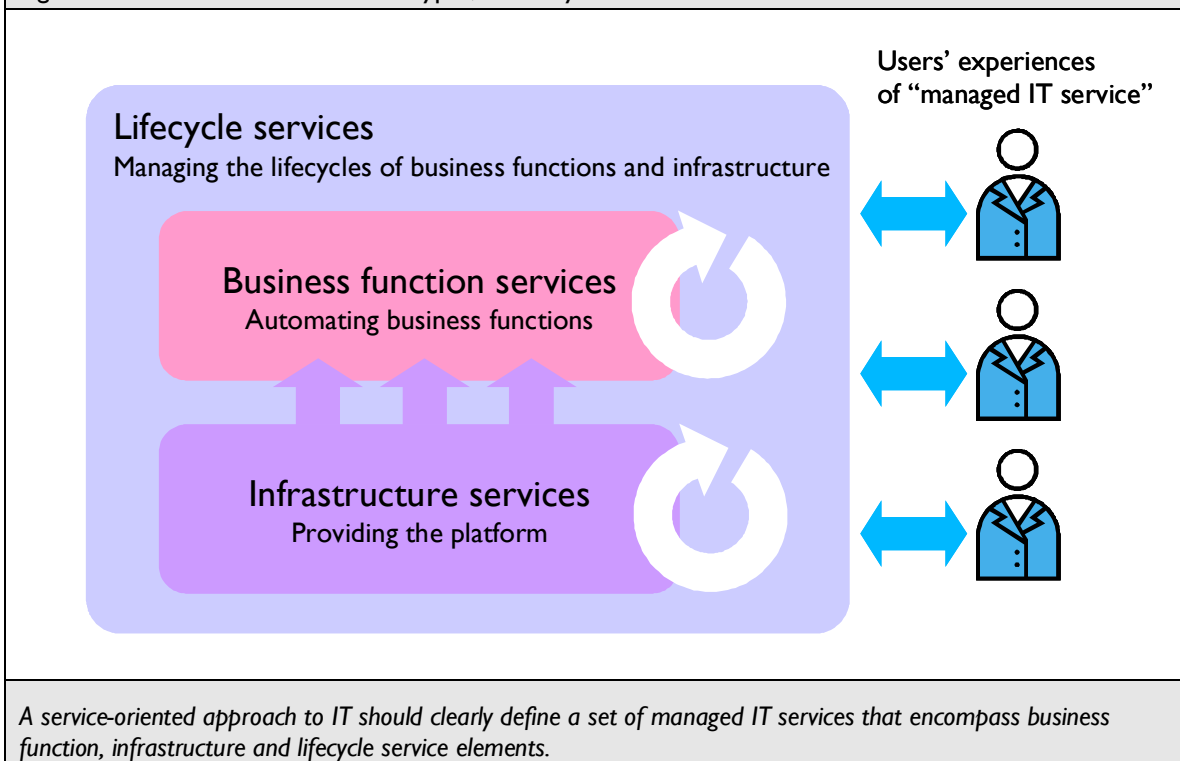 Users’ experiences
of “managed IT service”
Lifecycle services
Managing the lifecycles of business functions and infrastructure
Business function services
Automating business functions
Infrastructure services
Providing the platform
A service-oriented approach to IT should clearly define a set of managed IT services that encompass business
function, infrastructure and lifecycle service elements.